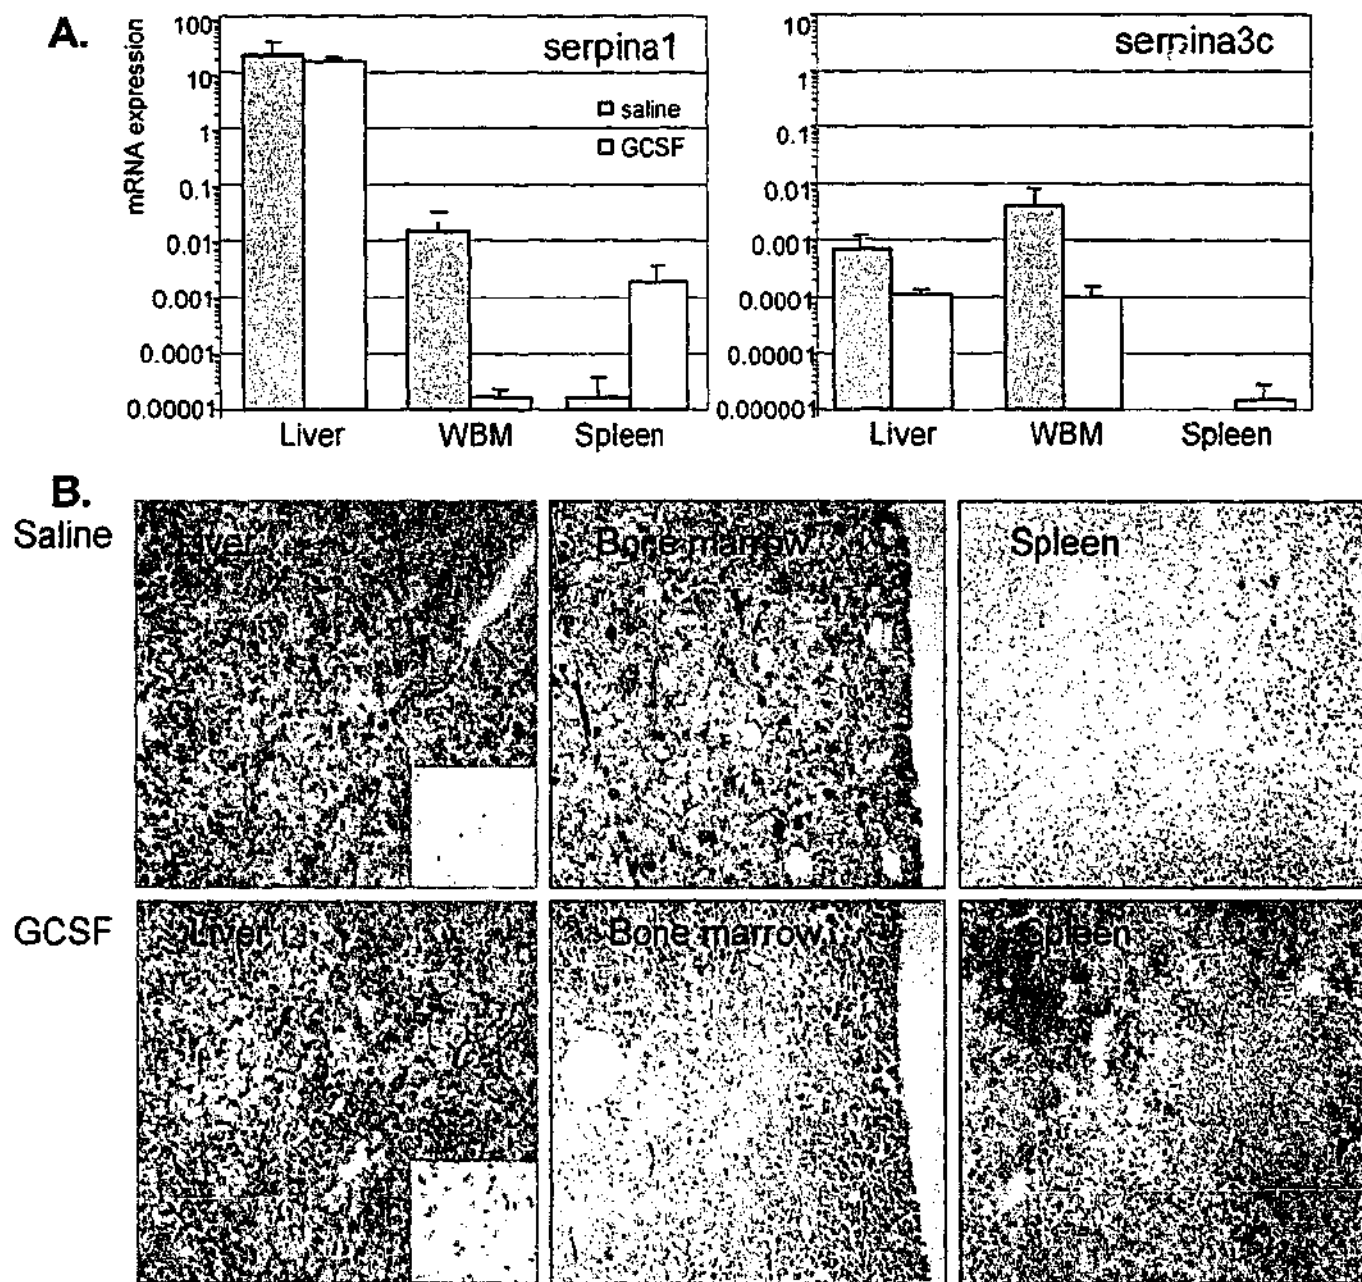 A.
mRNA expression
100
10
1
0.1
0.01
0.001
0.0001
0.00001
serpina1
saline
GCSF
Liver WBM Spleen
10
1
0.1
0.01
0.001
0.0001
0.00001
0.000001
serpina3c
Liver WBM Spleen
B.
Saline
Liver
Bone marrow
Spleen
GCSF
Liver
Bone marrow
Spleen